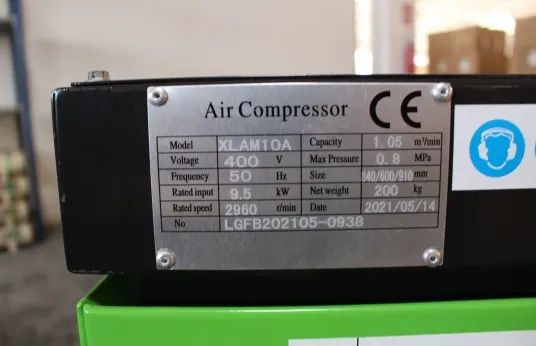 Air Compressor CE
Model XLAM10A Capacity 1.05 m³/min
Voltage 400 V Max Pressure 0.8 MPa
Frequency 50 Hz Size 840/600/910 mm
Rated input 9.5 kW Net weight 200 kg
Rated speed 2960 r/min Date 2021/05/14
No LGFB202105-0938